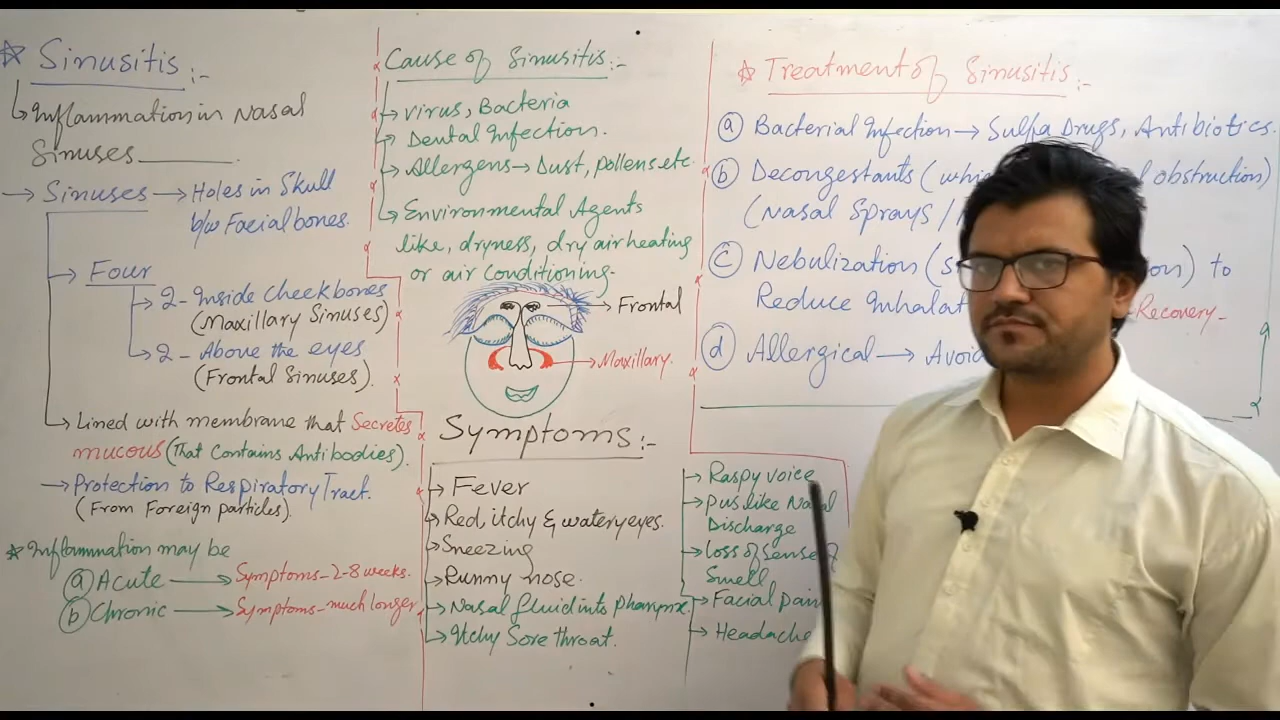 ☆ Sinusitis:-
Inflammation in Nasal
Sinuses
→ Sinuses → Holes in Skull
b/w Facial bones.
→ Four
→ 2- Inside Cheek bones
(Maxillary Sinuses)
→ 2- Above the eyes
(Frontal Sinuses).
→ Lined with membrane that Secretes
mucous (That Contains Antibodies).
→ Protection to Respiratory Tract.
(From Foreign particles).
* Inflammation may be
(a) Acute → Symptoms-2-8 weeks.
(b) Chronic → Symptoms-much longer
Cause of Sinusitis:-
→ Virus, Bacteria
→ Dental Infection.
→ Allergens → Dust, pollens etc.
→ Environmental Agents
like, dryness, dry air heating
or air conditioning.
Frontal
Maxillary.
Symptoms:-
→ Fever
→ Red, itchy & watery eyes.
→ Sneezing
→ Runny nose.
→ Nasal fluid into pharynx.
→ Itchy Sore throat.
→ Raspy voice
→ Pus like Nasal
Discharge
→ Loss of Sense of
Smell
→ Facial Pain
→ Headache
☆ Treatment of Sinusitis:-
(a) Bacterial Infection → Sulfa Drugs, Antibiotics.
(b) Decongestants ( obstruction)
(Nasal Sprays /
(c) Nebulization ( ) to
Reduce
Recovery-
(d) Allergical →